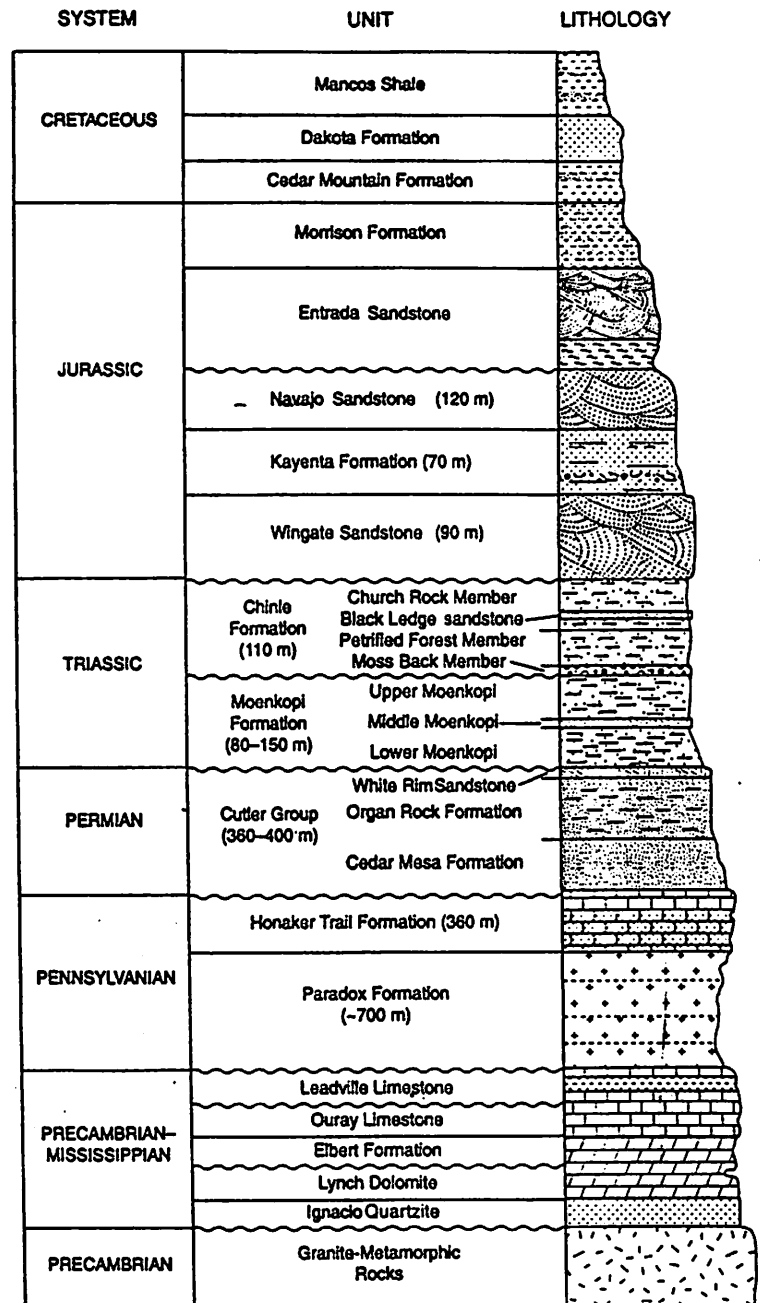 SYSTEM UNIT LITHOLOGY
CRETACEOUS
Mancos Shale
Dakota Formation
Cedar Mountain Formation
JURASSIC
Morrison Formation
Entrada Sandstone
Navajo Sandstone (120 m)
Kayenta Formation (70 m)
Wingate Sandstone (90 m)
TRIASSIC
Chinle
Formation
(110 m)
Church Rock Member
Black Ledge sandstone
Petrified Forest Member
Moss Back Member
Moenkopi
Formation
(80–150 m)
Upper Moenkopi
Middle Moenkopi
Lower Moenkopi
PERMIAN
Cutler Group
(360–400 m)
White Rim Sandstone
Organ Rock Formation
Cedar Mesa Formation
PENNSYLVANIAN
Honaker Trail Formation (360 m)
Paradox Formation
(~700 m)
PRECAMBRIAN–
MISSISSIPPIAN
Leadville Limestone
Ouray Limestone
Elbert Formation
Lynch Dolomite
Ignacio Quartzite
PRECAMBRIAN
Granite-Metamorphic
Rocks